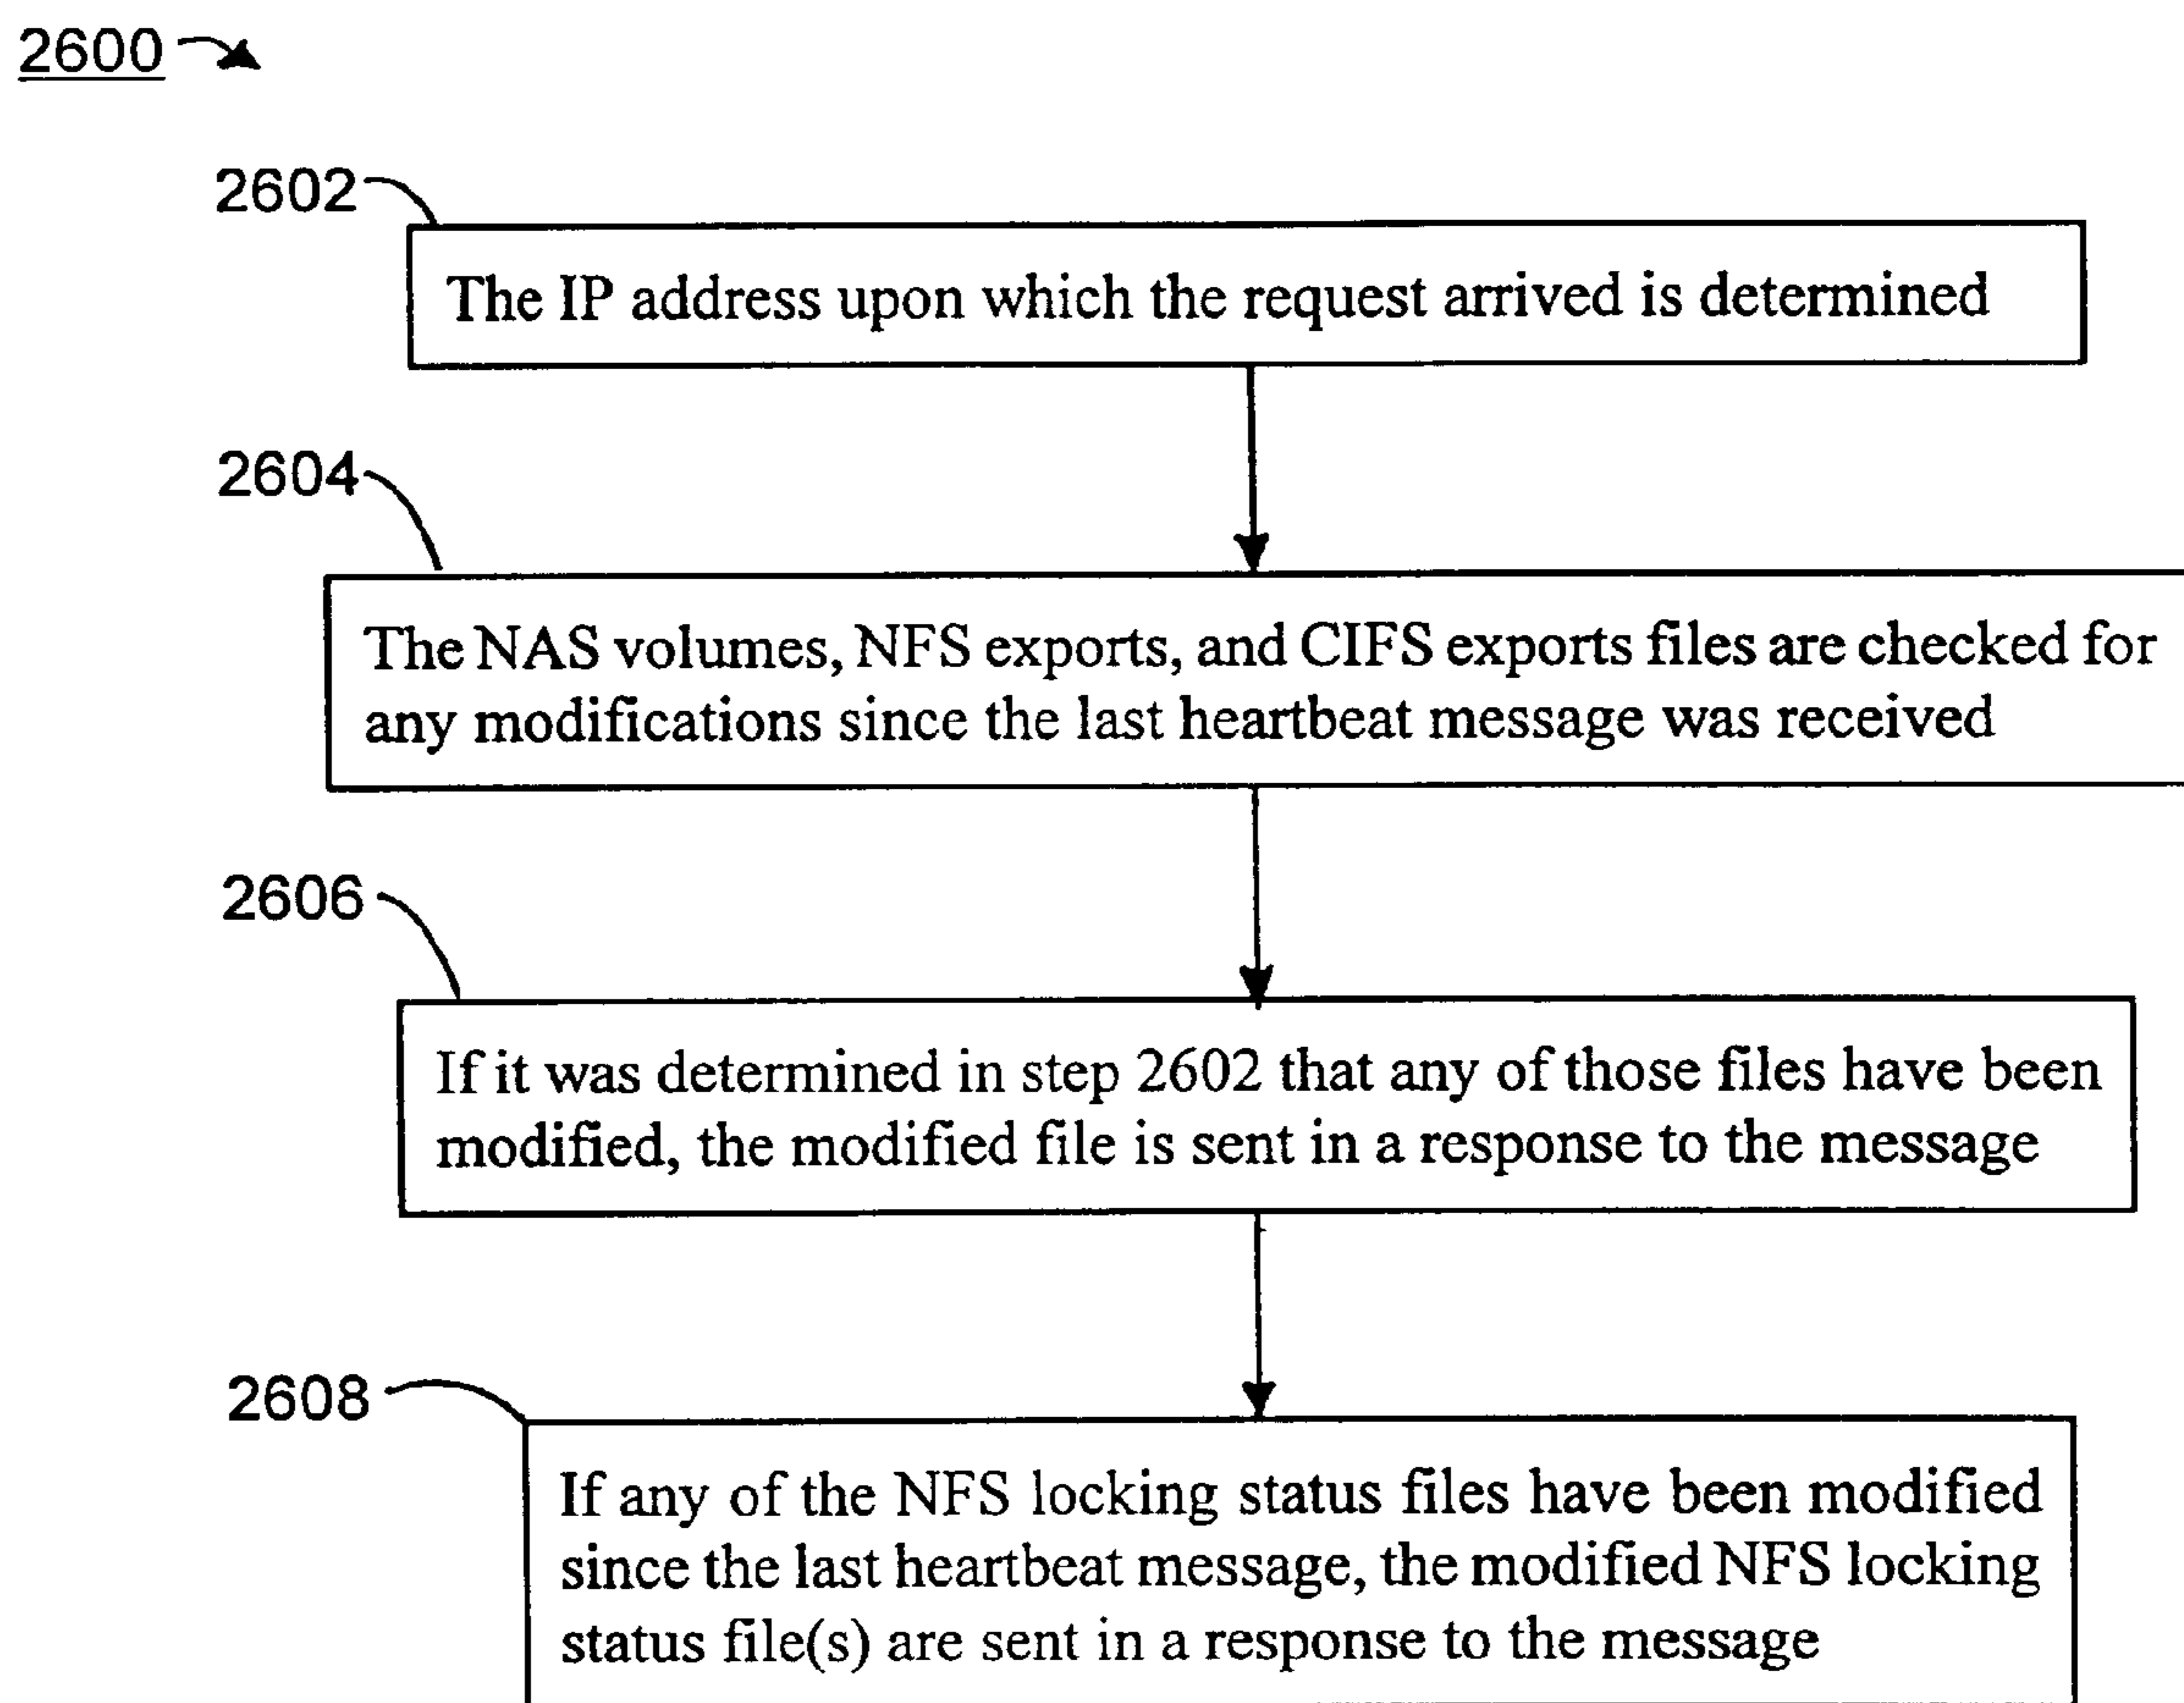 2600
2602
The IP address upon which the request arrived is determined
2604
The NAS volumes, NFS exports, and CIFS exports files are checked for
any modifications since the last heartbeat message was received
2606
If it was determined in step 2602 that any of those files have been
modified, the modified file is sent in a response to the message
2608
If any of the NFS locking status files have been modified
since the last heartbeat message, the modified NFS locking
status file(s) are sent in a response to the message